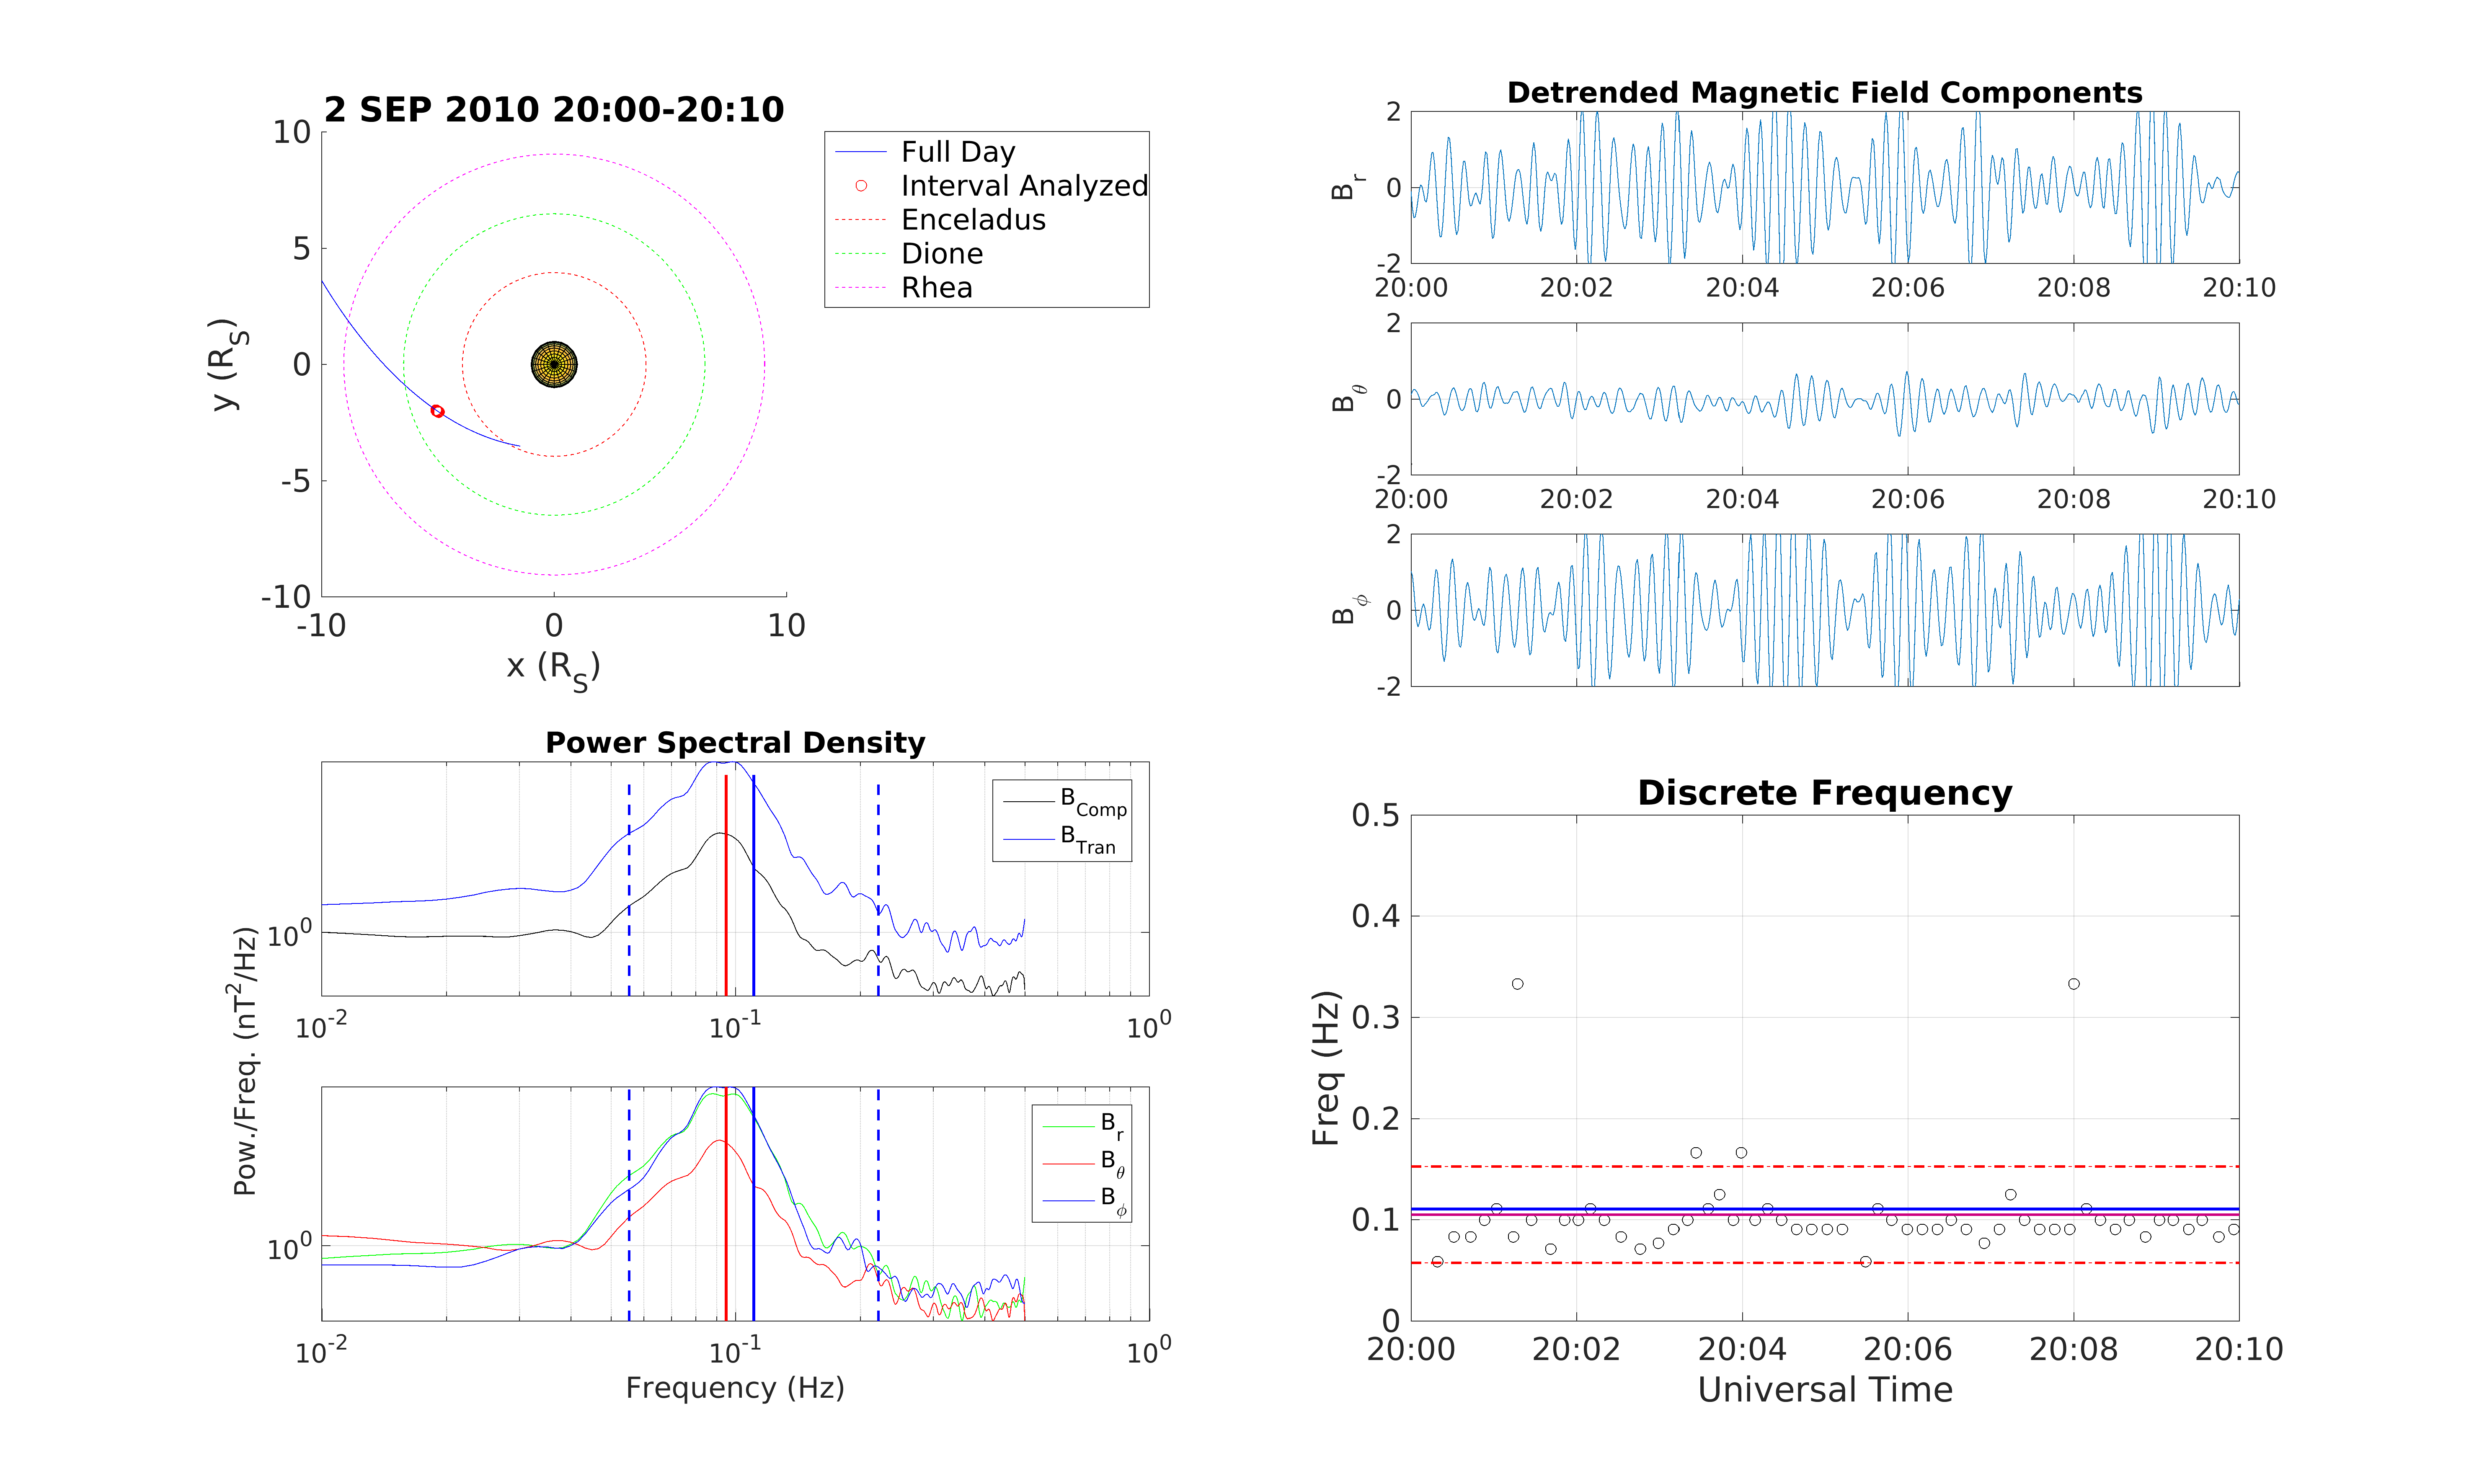 2 SEP 2010 20:00-20:10
10
5
0
-5
-10
y (R_S)
-10 0 10
x (R_S)
Full Day
Interval Analyzed
Enceladus
Dione
Rhea
Detrended Magnetic Field Components
2
0
-2
B_r
20:00 20:02 20:04 20:06 20:08 20:10
2
0
-2
B_θ
20:00 20:02 20:04 20:06 20:08 20:10
2
0
-2
B_ϕ
Power Spectral Density
10^0
B_Comp
B_Tran
10^-2 10^-1 10^0
Pow./Freq. (nT^2/Hz)
10^0
B_r
B_θ
B_ϕ
10^-2 10^-1 10^0
Frequency (Hz)
Discrete Frequency
0.5
0.4
0.3
0.2
0.1
0
Freq (Hz)
20:00 20:02 20:04 20:06 20:08 20:10
Universal Time